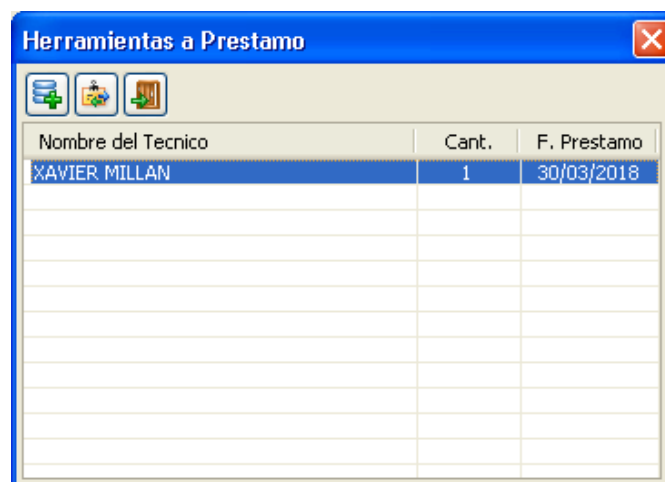 Herramientas a Prestamo
Nombre del Tecnico Cant. F. Prestamo
XAVIER MILLAN 1 30/03/2018